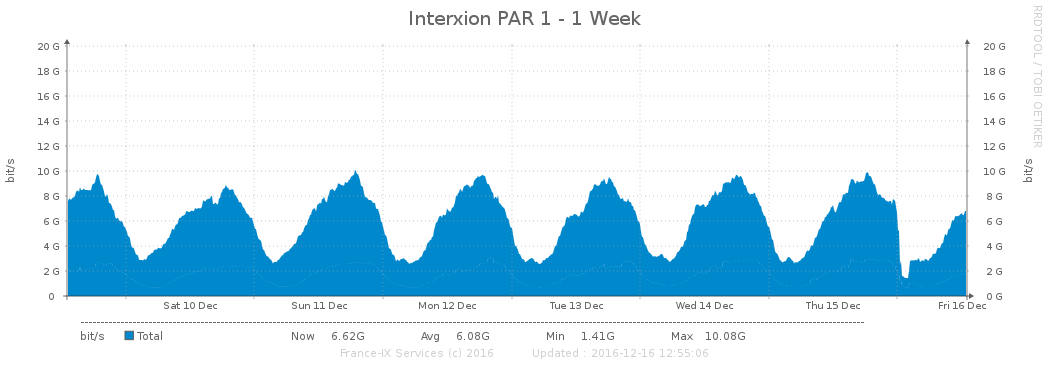 Interxion PAR 1 - 1 Week
RRDTOOL / TOBI OETIKER
bit/s
bit/s
20 G 20 G
18 G 18 G
16 G 16 G
14 G 14 G
12 G 12 G
10 G 10 G
8 G 8 G
6 G 6 G
4 G 4 G
2 G 2 G
0 0 G
Sat 10 Dec Sun 11 Dec Mon 12 Dec Tue 13 Dec Wed 14 Dec Thu 15 Dec Fri 16 Dec
bit/s Total Now 6.62G Avg 6.08G Min 1.41G Max 10.08G
France-IX Services (c) 2016 Updated : 2016-12-16 12:55:06